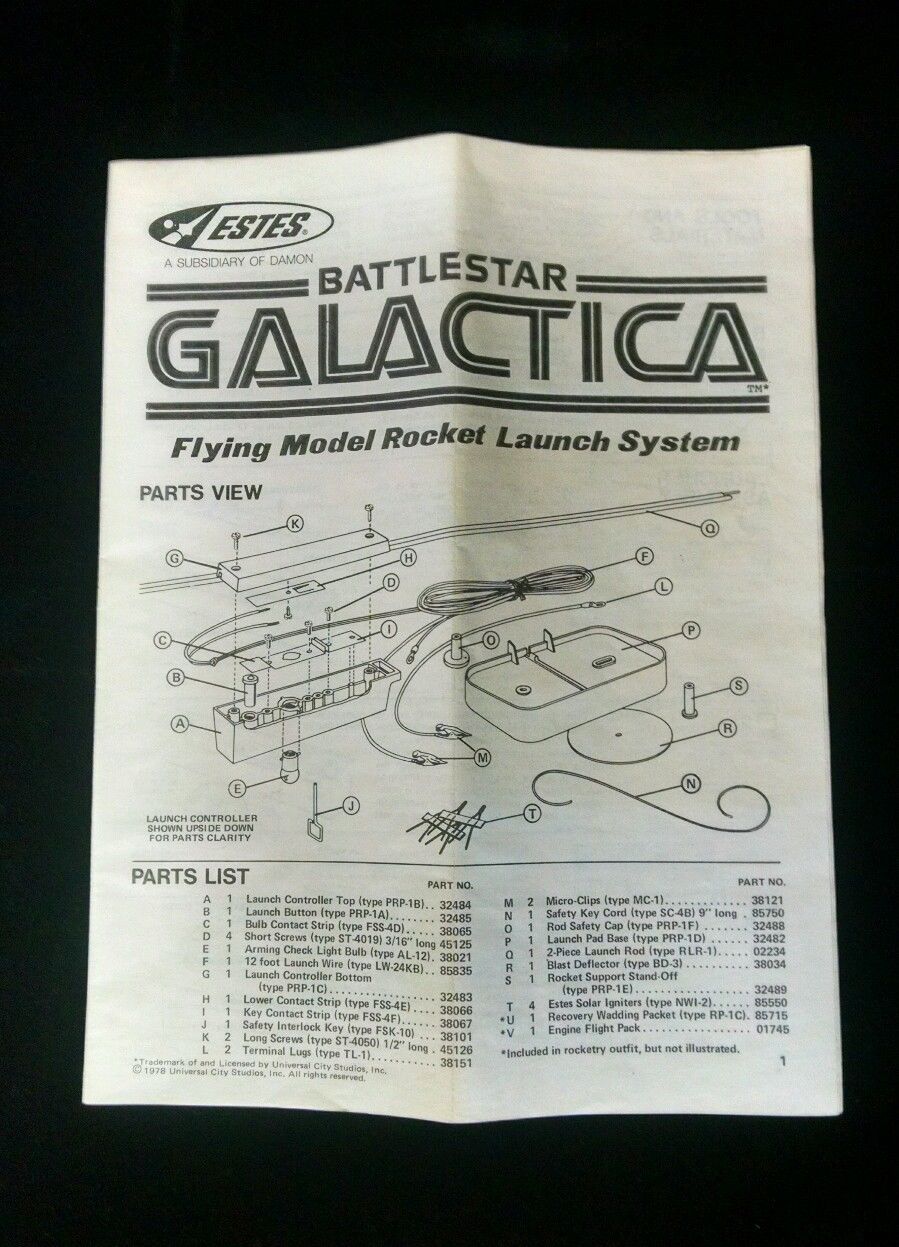 ESTES®
A SUBSIDIARY OF DAMON
BATTLESTAR
GALACTICA
TM*
Flying Model Rocket Launch System
PARTS VIEW
K
G
H
D
Q
F
L
C
I
O
P
B
S
A
R
M
E
N
J
T
LAUNCH CONTROLLER
SHOWN UPSIDE DOWN
FOR PARTS CLARITY
PARTS LIST
PART NO.
A 1 Launch Controller Top (type PRP-1B).. 32484
B 1 Launch Button (type PRP-1A)........ 32485
C 1 Bulb Contact Strip (type FSS-4D)..... 38065
D 4 Short Screws (type ST-4019) 3/16" long 45125
E 1 Arming Check Light Bulb (type AL-12). 38021
F 1 12 foot Launch Wire (type LW-24KB).. 85835
G 1 Launch Controller Bottom
(type PRP-1C)................ 32483
H 1 Lower Contact Strip (type FSS-4E).... 38066
I 1 Key Contact Strip (type FSS-4F)...... 38067
J 1 Safety Interlock Key (type FSK-10).... 38101
K 2 Long Screws (type ST-4050) 1/2" long . 45126
L 2 Terminal Lugs (type TL-1).......... 38151
*Trademark of and Licensed by Universal City Studios, Inc.
© 1978 Universal City Studios, Inc. All rights reserved.
PART NO.
M 2 Micro-Clips (type MC-1)............. 38121
N 1 Safety Key Cord (type SC-4B) 9" long . 85750
O 1 Rod Safety Cap (type PRP-1F)........ 32488
P 1 Launch Pad Base (type PRP-1D)...... 32482
Q 1 2-Piece Launch Rod (type RLR-1)..... 02234
R 1 Blast Deflector (type BD-3)........... 38034
S 1 Rocket Support Stand-Off
(type PRP-1E)................. 32489
T 4 Estes Solar Igniters (type NWI-2)...... 85550
*U 1 Recovery Wadding Packet (type RP-1C). 85715
*V 1 Engine Flight Pack................ 01745
*Included in rocketry outfit, but not illustrated.
1